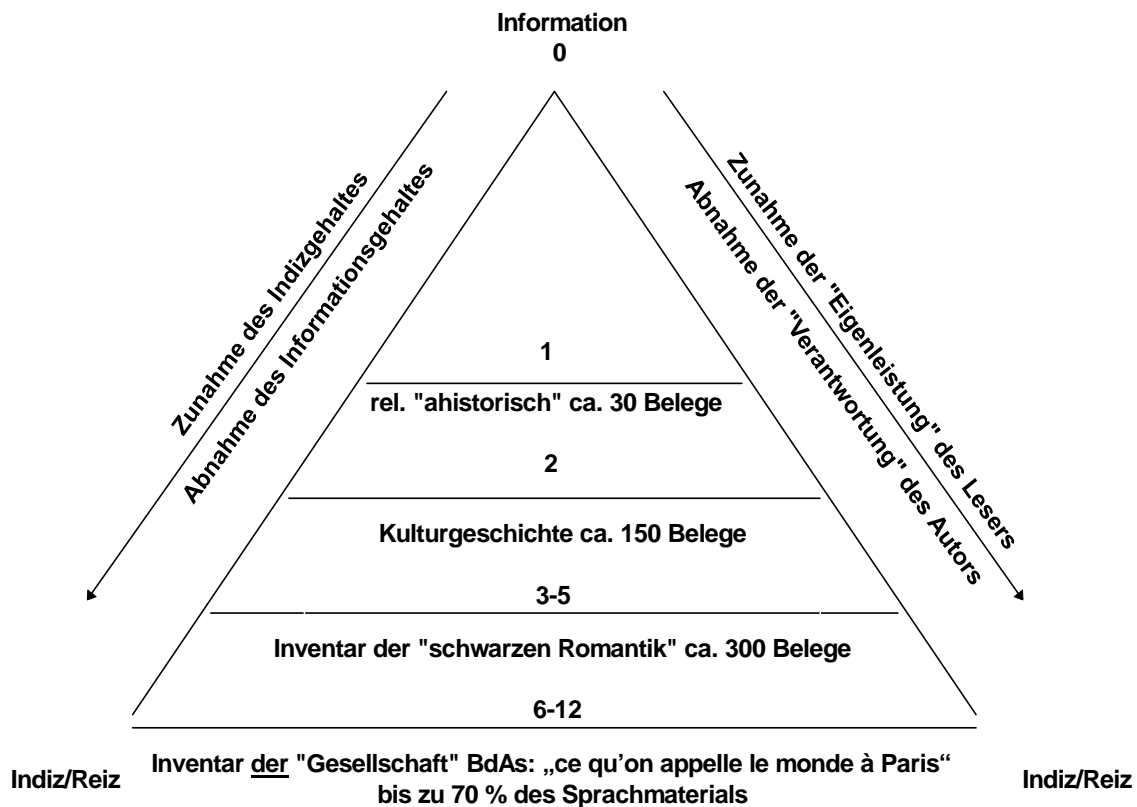 Information
0
Zunahme des Indizgehaltes
Abnahme des Informationsgehaltes
Zunahme der "Eigenleistung" des Lesers
Abnahme der "Verantwortung" des Autors
1
rel. "ahistorisch" ca. 30 Belege
2
Kulturgeschichte ca. 150 Belege
3-5
Inventar der "schwarzen Romantik" ca. 300 Belege
6-12
Indiz/Reiz
Inventar der "Gesellschaft" BdAs: „ce qu'on appelle le monde à Paris“
bis zu 70 % des Sprachmaterials
Indiz/Reiz